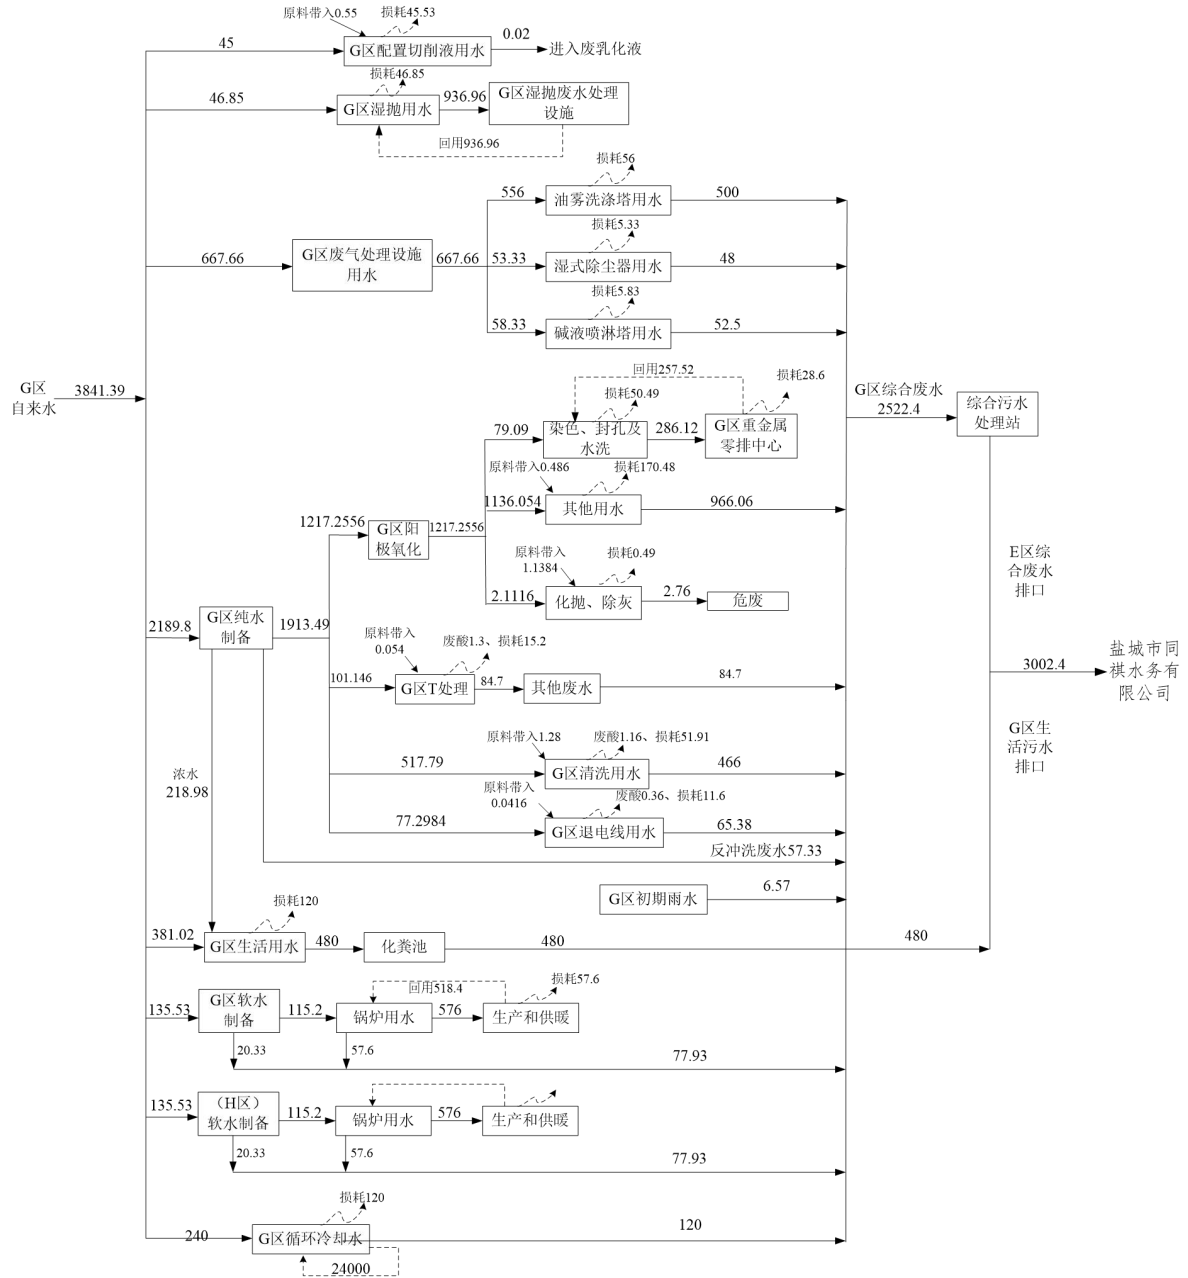 原料带入0.55
损耗45.53
45
G区配置切削液用水
0.02
进入废乳化液
损耗46.85
46.85
G区湿抛用水
936.96
G区湿抛废水处理
设施
回用936.96
损耗56
556
油雾洗涤塔用水
500
损耗5.33
667.66
G区废气处理设施
用水
667.66
53.33
湿式除尘器用水
48
损耗5.83
58.33
碱液喷淋塔用水
52.5
G区
自来水
3841.39
回用257.52
损耗28.6
损耗50.49
79.09
染色、封孔及
水洗
286.12
G区重金属
零排中心
G区综合废水
2522.4
综合污水
处理站
原料带入0.486
损耗170.48
1136.054
其他用水
966.06
1217.2556
G区阳
极氧化
1217.2556
原料带入
1.1384
损耗0.49
2.1116
化抛、除灰
2.76
危废
E区综
合废水
排口
2189.8
G区纯水
制备
1913.49
原料带入
0.054
废酸1.3、损耗15.2
101.146
G区T处理
84.7
其他废水
84.7
3002.4
盐城市同
祺水务有
限公司
G区生
活污水
排口
原料带入1.28
废酸1.16、损耗51.91
517.79
G区清洗用水
466
浓水
218.98
原料带入
0.0416
废酸0.36、损耗11.6
77.2984
G区退电线用水
65.38
反冲洗废水57.33
G区初期雨水
6.57
损耗120
381.02
G区生活用水
480
化粪池
480
480
135.53
G区软水
制备
115.2
回用518.4
锅炉用水
576
损耗57.6
生产和供暖
20.33
57.6
77.93
135.53
（H区）
软水制备
115.2
锅炉用水
576
生产和供暖
20.33
57.6
77.93
损耗120
240
G区循环冷却水
120
24000